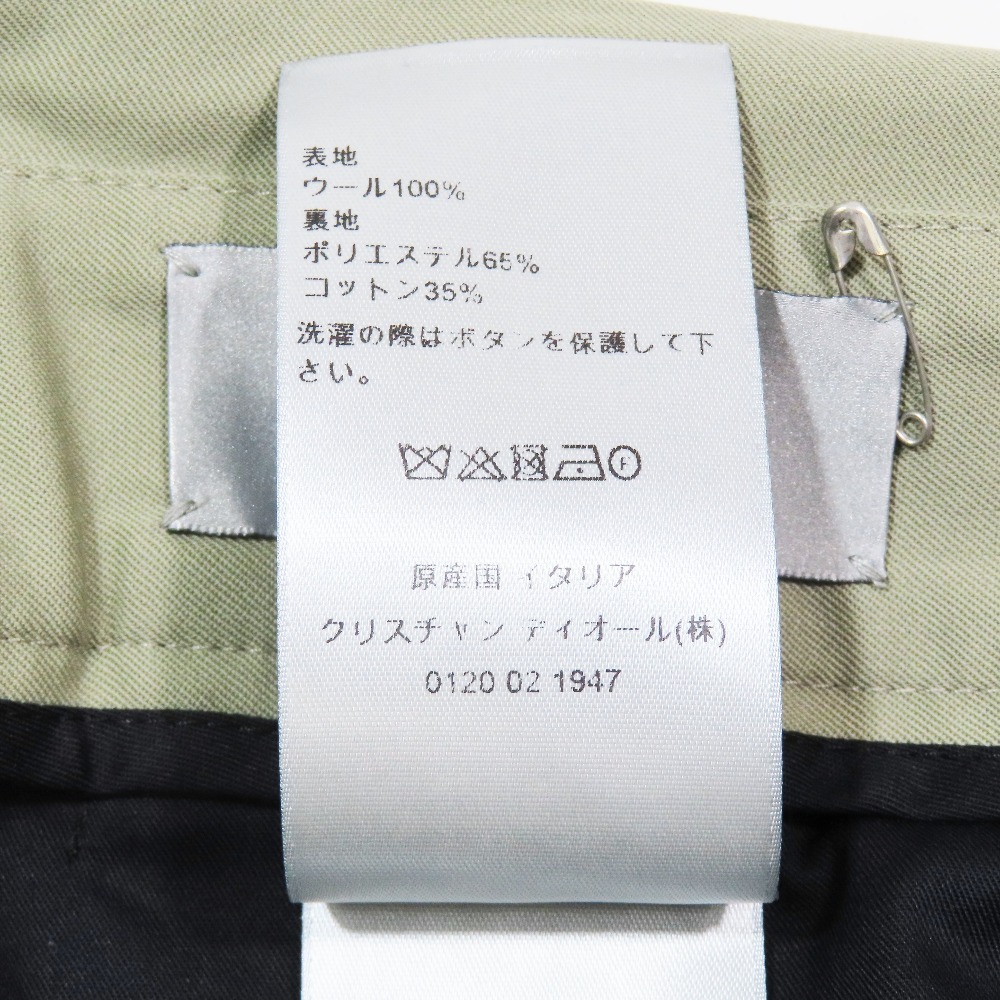 表地
ウール100%
裏地
ポリエステル65%
コットン35%
洗濯の際はボタンを保護して下
さい。
F
原産国 イタリア
クリスチャン ディオール(株)
0120 02 1947